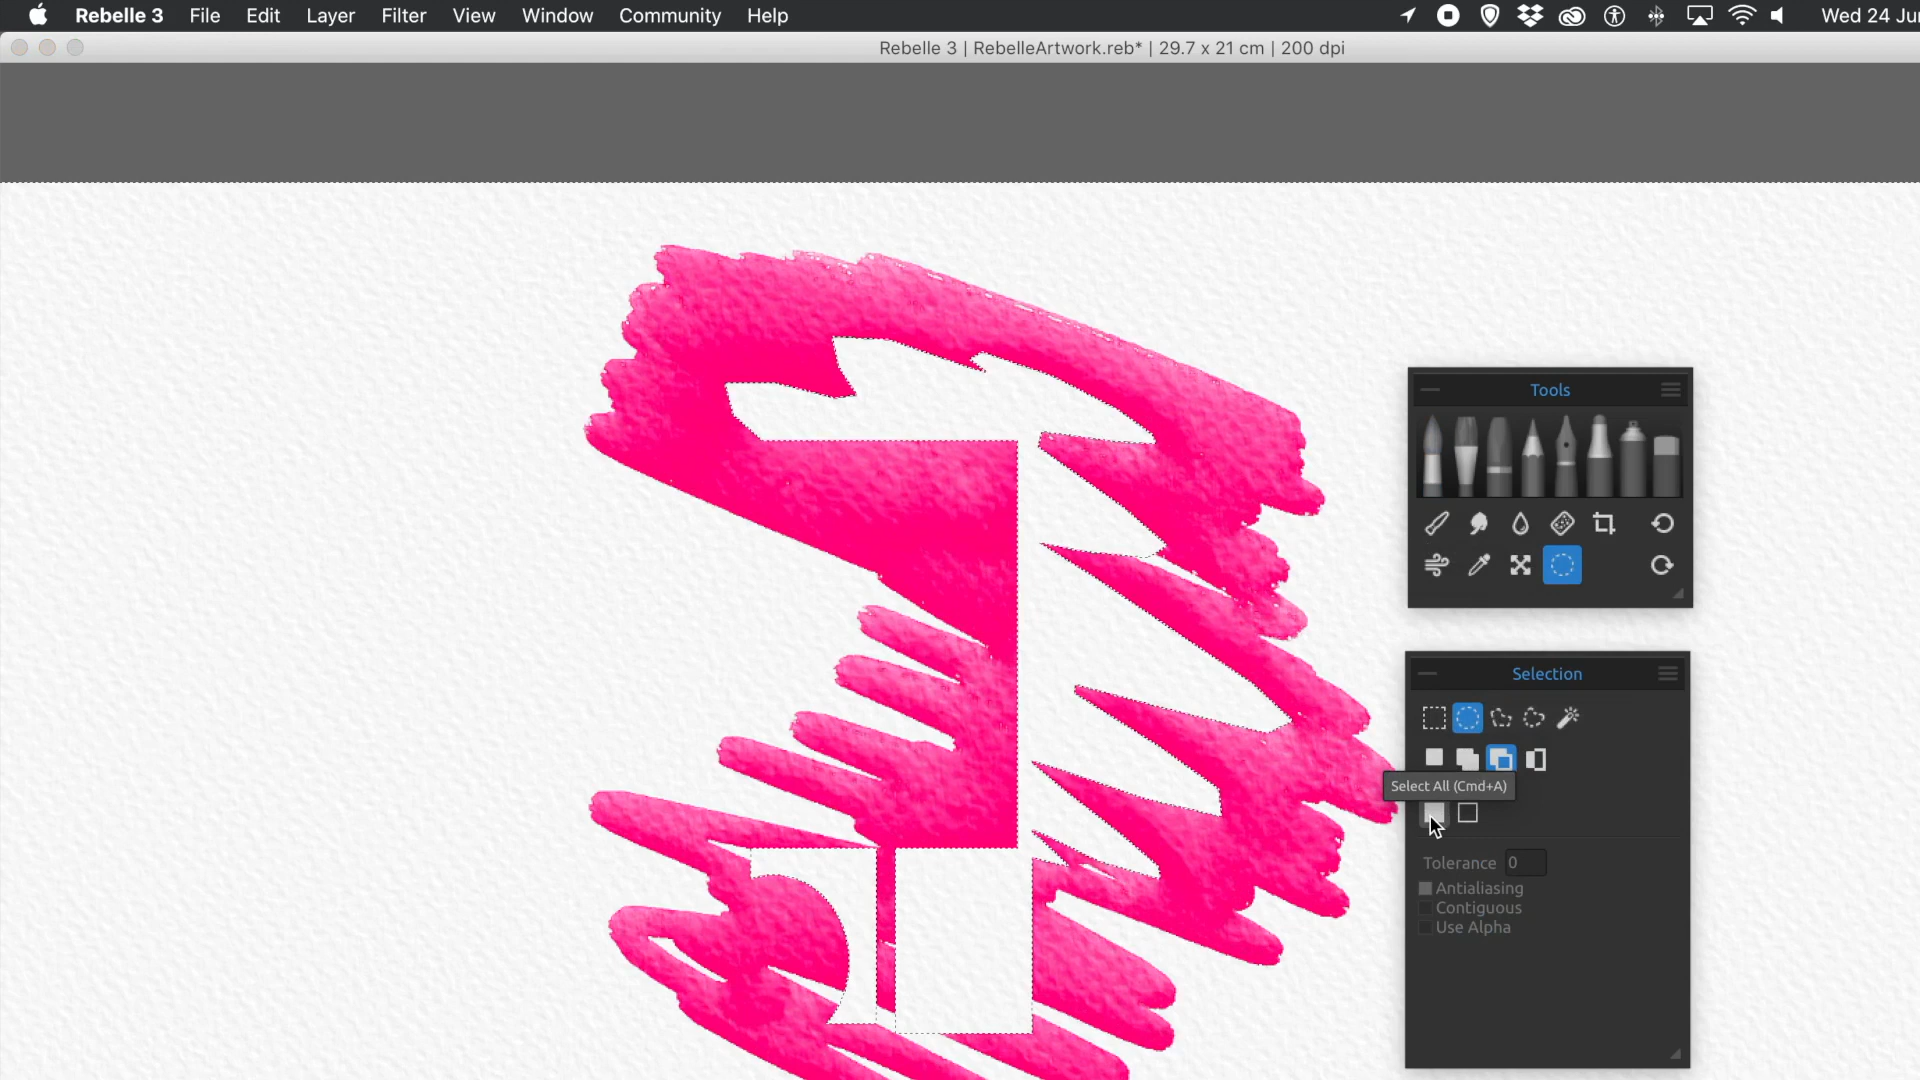 Rebelle 3 File Edit Layer Filter View Window Community Help Wed 24
Rebelle 3 | RebelleArtwork.reb* | 29.7 x 21 cm | 200 dpi
Tools
Selection
Select All (Cmd+A)
Tolerance 0
Antialiasing
Contiguous
Use Alpha